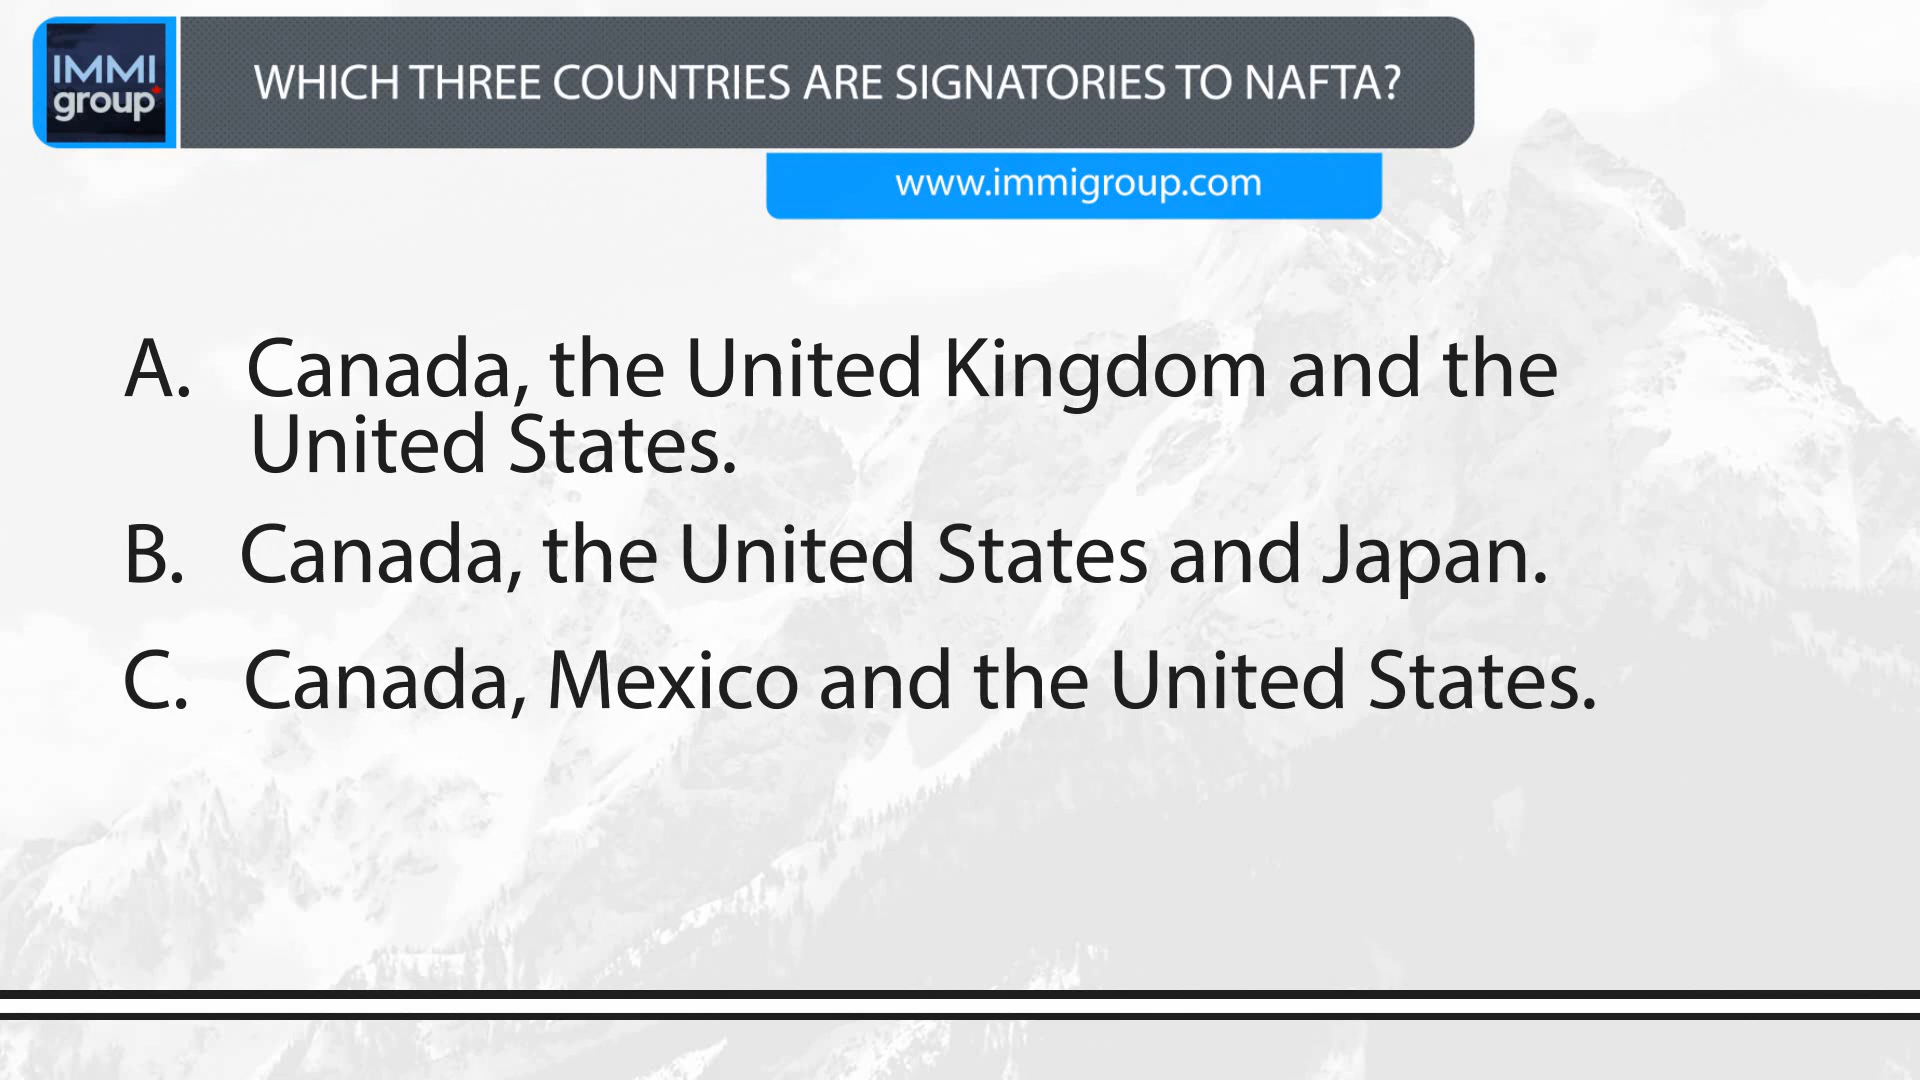 IMMI
group
WHICH THREE COUNTRIES ARE SIGNATORIES TO NAFTA?
www.immigroup.com
A. Canada, the United Kingdom and the
United States.
B. Canada, the United States and Japan.
C. Canada, Mexico and the United States.